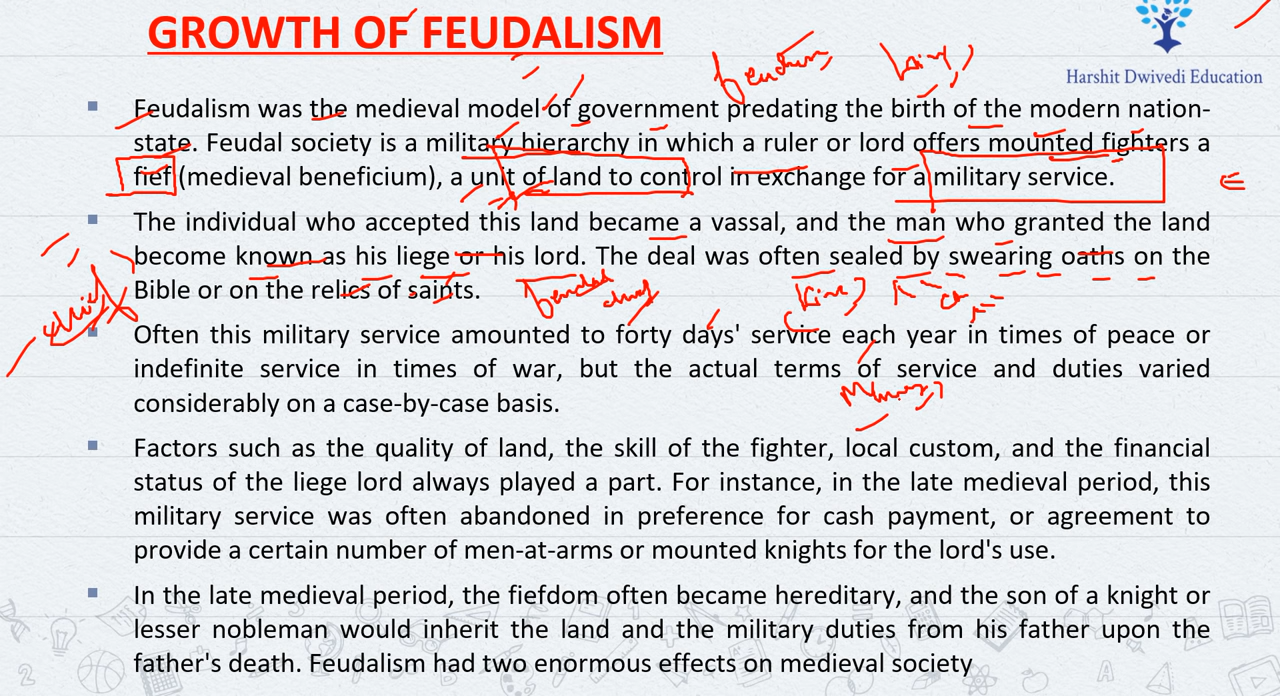 GROWTH OF FEUDALISM
Harshit Dwivedi Education
▪ Feudalism was the medieval model of government predating the birth of the modern nation-
state. Feudal society is a military hierarchy in which a ruler or lord offers mounted fighters a
fief (medieval beneficium), a unit of land to control in exchange for a military service.
▪ The individual who accepted this land became a vassal, and the man who granted the land
become known as his liege or his lord. The deal was often sealed by swearing oaths on the
Bible or on the relics of saints.
▪ Often this military service amounted to forty days' service each year in times of peace or
indefinite service in times of war, but the actual terms of service and duties varied
considerably on a case-by-case basis.
▪ Factors such as the quality of land, the skill of the fighter, local custom, and the financial
status of the liege lord always played a part. For instance, in the late medieval period, this
military service was often abandoned in preference for cash payment, or agreement to
provide a certain number of men-at-arms or mounted knights for the lord's use.
▪ In the late medieval period, the fiefdom often became hereditary, and the son of a knight or
lesser nobleman would inherit the land and the military duties from his father upon the
father's death. Feudalism had two enormous effects on medieval society